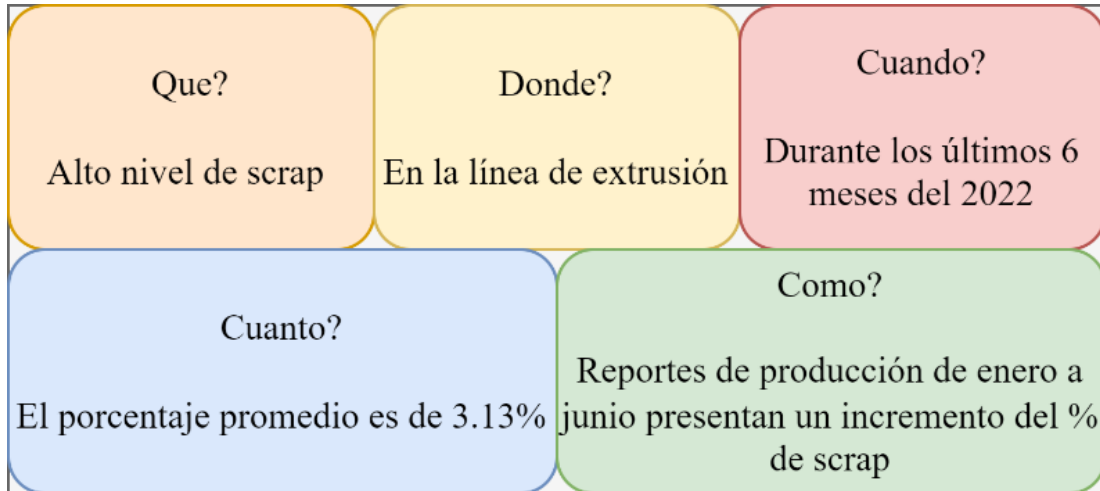 Que?
Alto nivel de scrap
Donde?
En la línea de extrusión
Cuando?
Durante los últimos 6
meses del 2022
Cuanto?
El porcentaje promedio es de 3.13%
Como?
Reportes de producción de enero a
junio presentan un incremento del %
de scrap